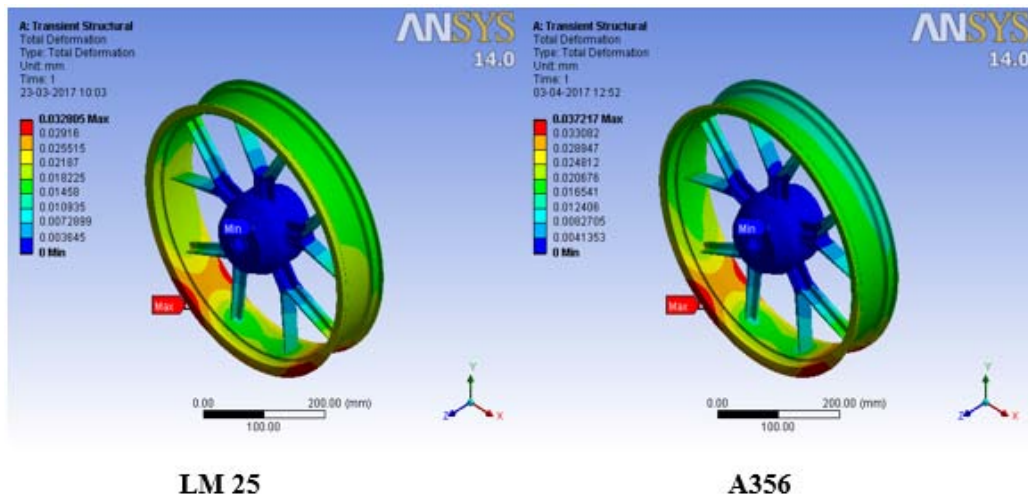 A: Transient Structural
Total Deformation
Type: Total Deformation
Unit: mm
Time: 1
23-03-2017 10:03
0.032805 Max
0.02916
0.025515
0.02187
0.018225
0.01458
0.010935
0.0072899
0.003645
0 Min
ANSYS
14.0
Min
Max
0.00
200.00 (mm)
100.00
Y
Z
X
LM 25
A: Transient Structural
Total Deformation
Type: Total Deformation
Unit: mm
Time: 1
03-04-2017 12:52
0.037217 Max
0.033082
0.028947
0.024812
0.020676
0.016541
0.012406
0.0082705
0.0041353
0 Min
ANSYS
14.0
Min
Max
0.00
200.00 (mm)
100.00
Y
Z
X
A356